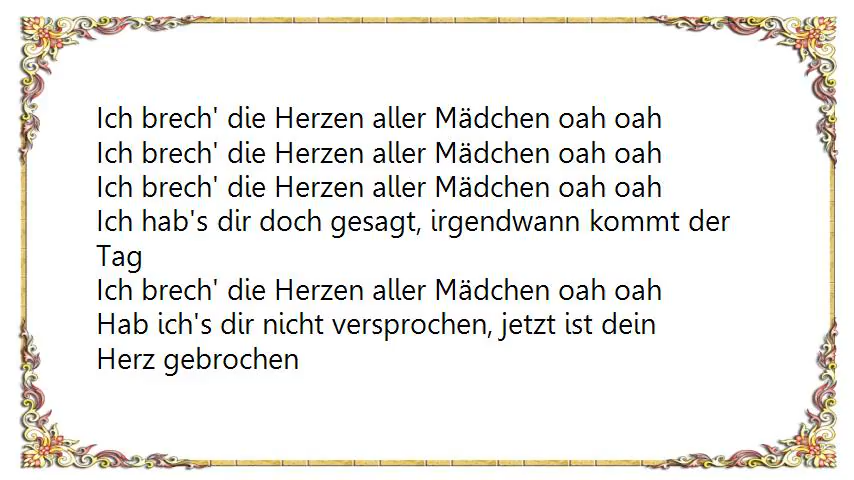 Ich brech' die Herzen aller Mädchen oah oah
Ich brech' die Herzen aller Mädchen oah oah
Ich brech' die Herzen aller Mädchen oah oah
Ich hab's dir doch gesagt, irgendwann kommt der
Tag
Ich brech' die Herzen aller Mädchen oah oah
Hab ich's dir nicht versprochen, jetzt ist dein
Herz gebrochen